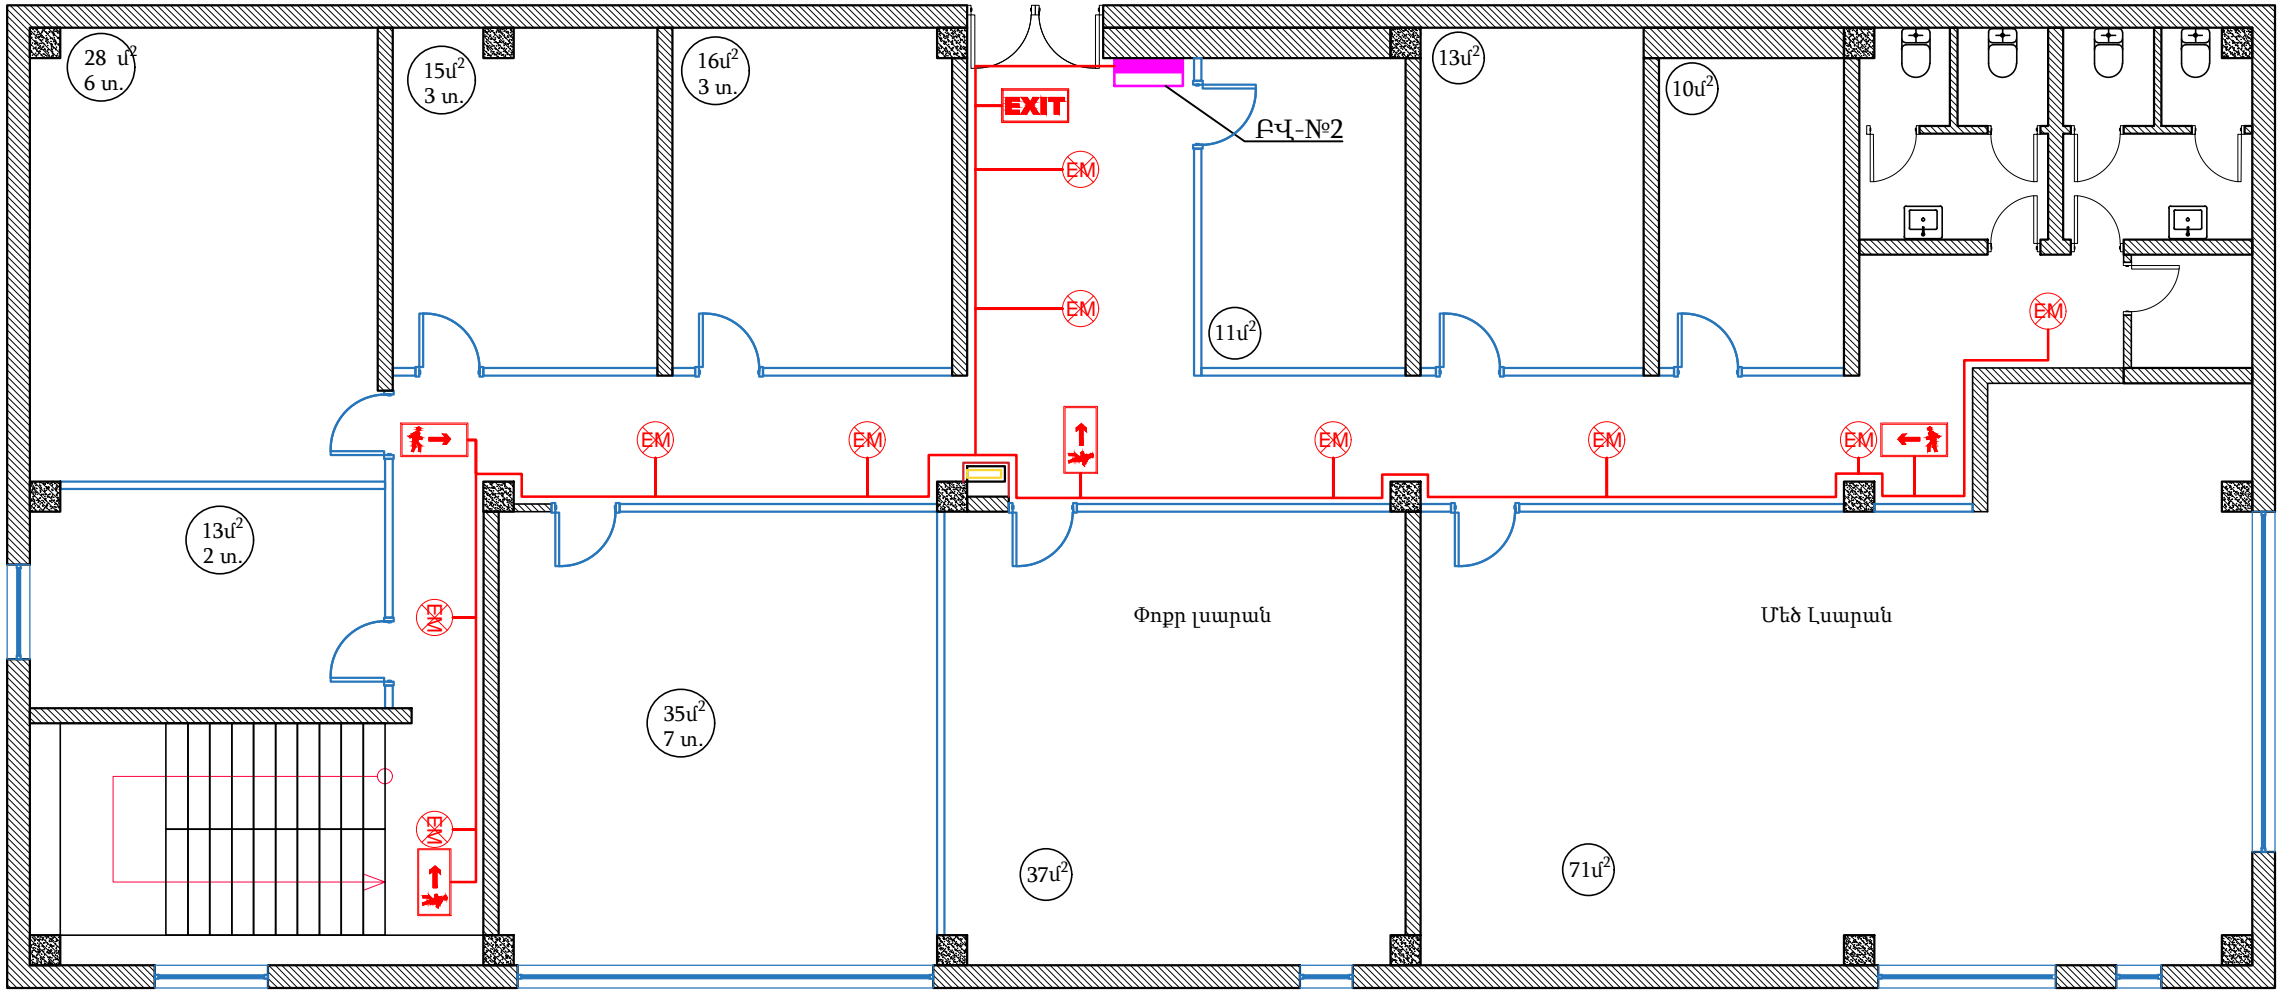 28 մ²
6 տ.
15մ²
3 տ.
16մ²
3 տ.
EXIT
ԲՎ-№2
13մ²
10մ²
EM
EM
11մ²
EM
EM
EM
EM
EM
EM
13մ²
2 տ.
EM
Փոքր լսարան
Մեծ Լսարան
35մ²
7 տ.
EM
37մ²
71մ²